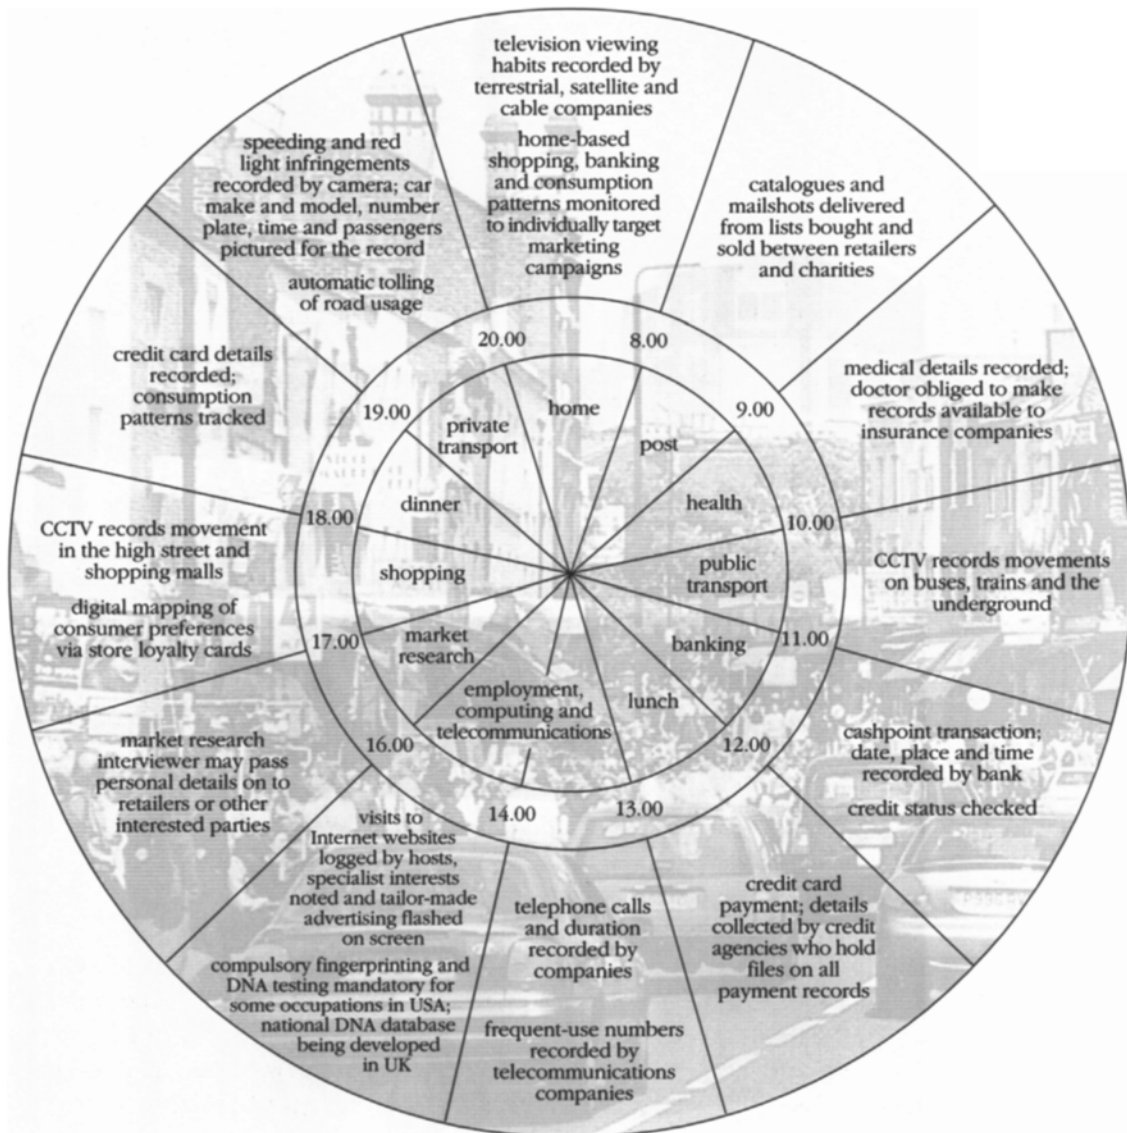 television viewing
habits recorded by
terrestrial, satellite and
cable companies
home-based
shopping, banking
and consumption
patterns monitored
to individually target
marketing
campaigns
catalogues and
mailshots delivered
from lists bought and
sold between retailers
and charities
medical details recorded;
doctor obliged to make
records available to
insurance companies
CCTV records movements
on buses, trains and the
underground
cashpoint transaction;
date, place and time
recorded by bank
credit status checked
credit card
payment; details
collected by credit
agencies who hold
files on all
payment records
telephone calls
and duration
recorded by
companies
frequent-use numbers
recorded by
telecommunications
companies
visits to
Internet websites
logged by hosts,
specialist interests
noted and tailor-made
advertising flashed
on screen
compulsory fingerprinting and
DNA testing mandatory for
some occupations in USA;
national DNA database
being developed
in UK
market research
interviewer may pass
personal details on to
retailers or other
interested parties
CCTV records movement
in the high street and
shopping malls
digital mapping of
consumer preferences
via store loyalty cards
credit card details
recorded;
consumption
patterns tracked
speeding and red
light infringements
recorded by camera; car
make and model, number
plate, time and passengers
pictured for the record
automatic tolling
of road usage
8.00
9.00
10.00
11.00
12.00
13.00
14.00
16.00
17.00
18.00
19.00
20.00
home
post
health
public
transport
banking
lunch
employment,
computing and
telecommunications
market
research
shopping
dinner
private
transport